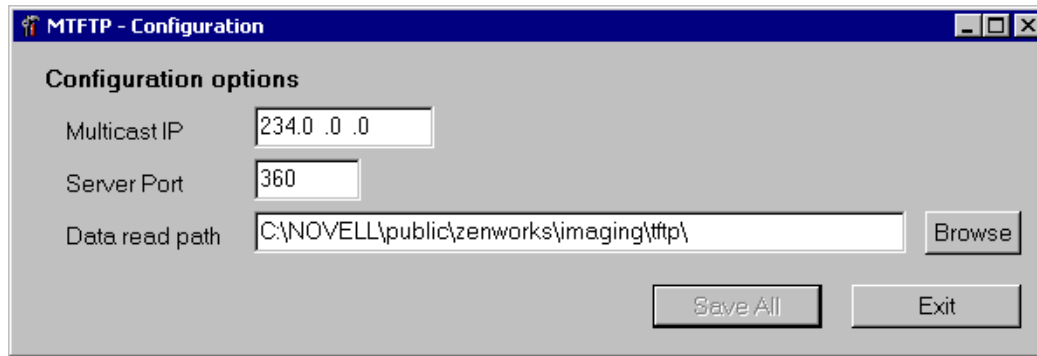 MTFTP - Configuration
Configuration options
Multicast IP 234.0 .0 .0
Server Port 360
Data read path C:\NOVELL\public\zenworks\imaging\tftp\ Browse
Save All Exit